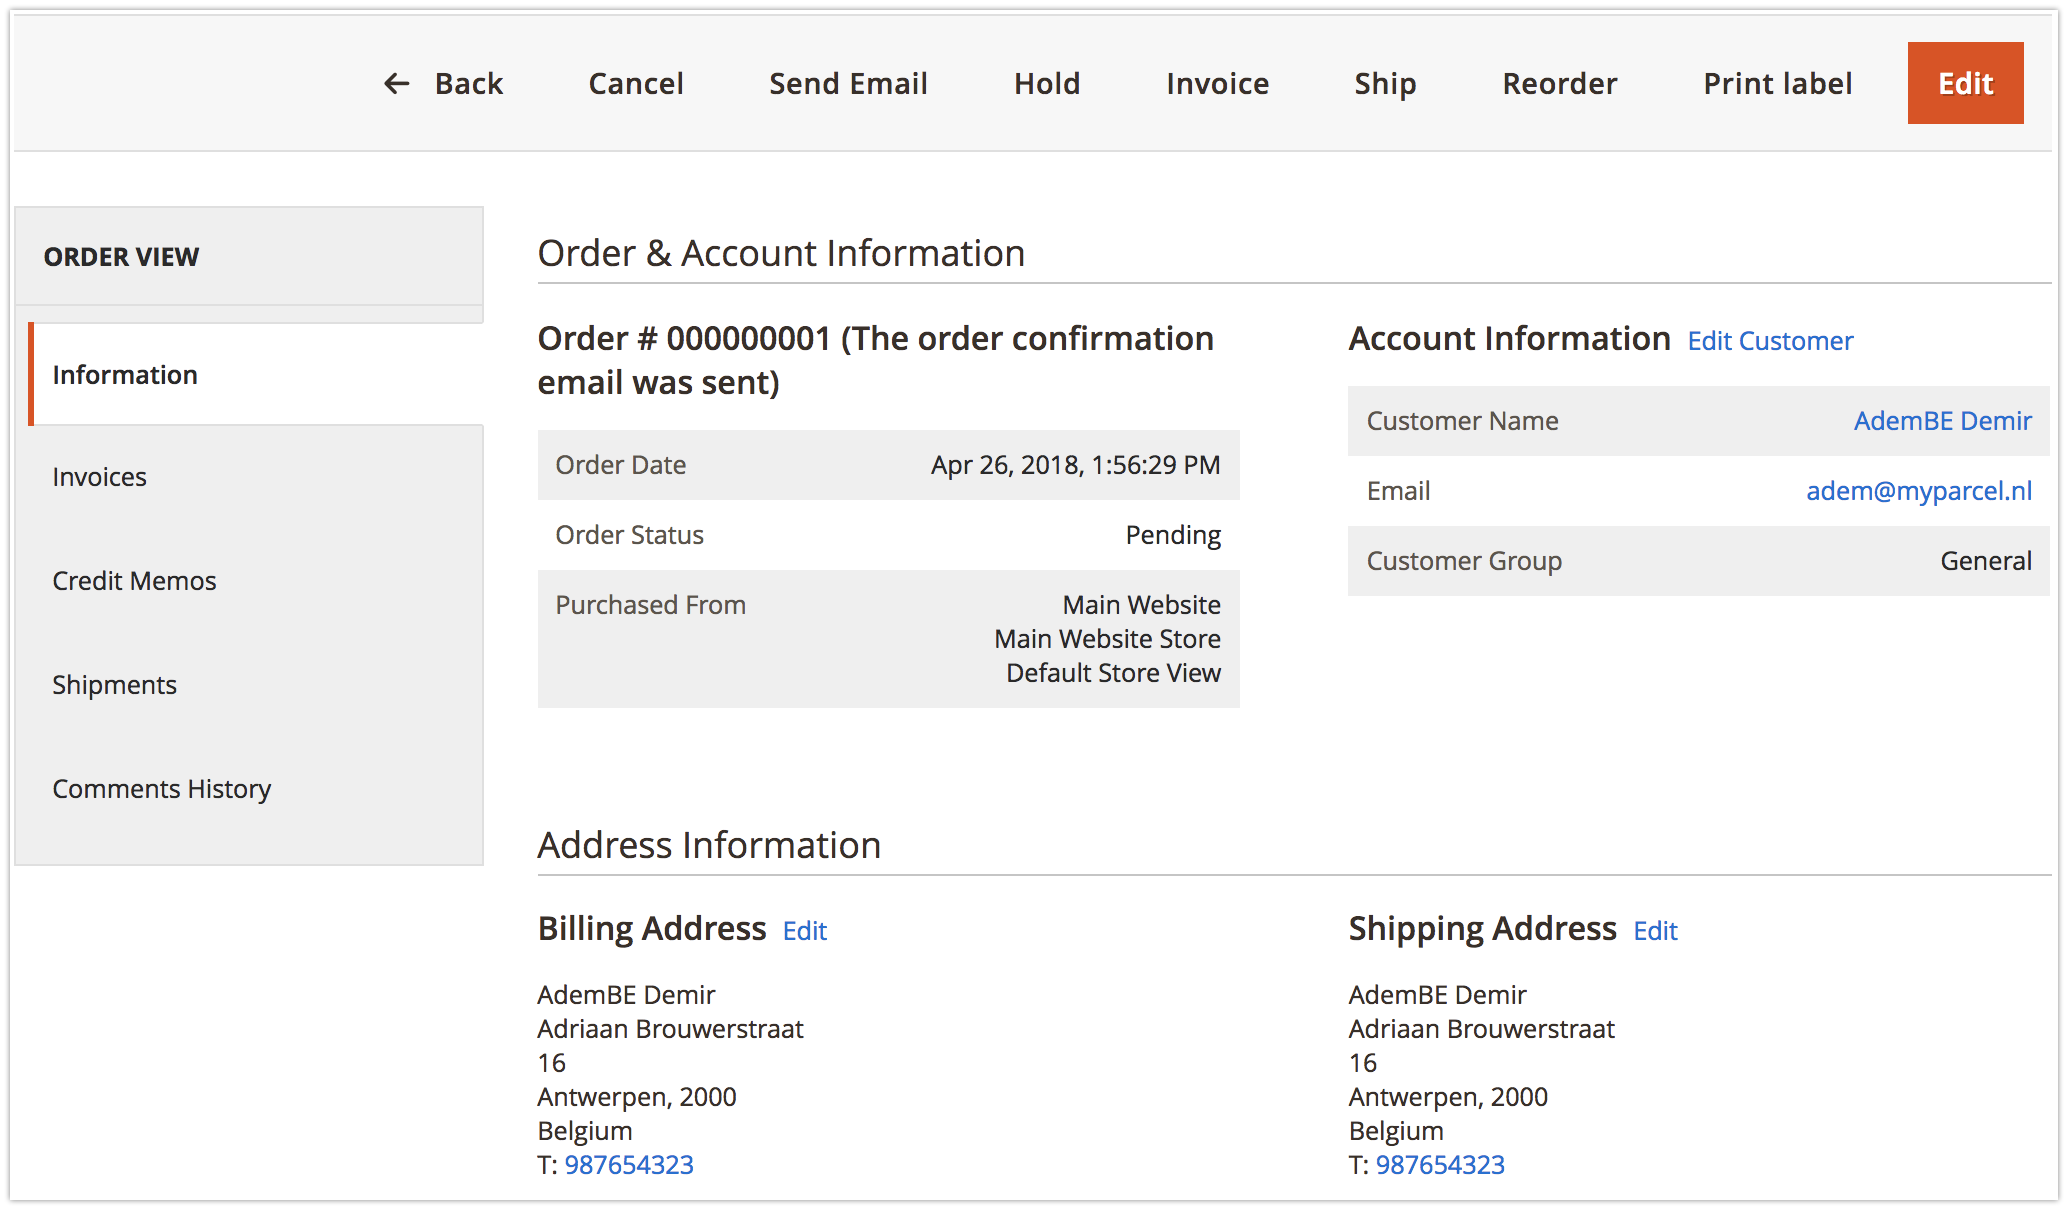 ← Back Cancel Send Email Hold Invoice Ship Reorder Print label Edit
ORDER VIEW
Information
Invoices
Credit Memos
Shipments
Comments History
Order & Account Information
Order # 000000001 (The order confirmation
email was sent)
Order Date Apr 26, 2018, 1:56:29 PM
Order Status Pending
Purchased From Main Website
Main Website Store
Default Store View
Account Information Edit Customer
Customer Name AdemBE Demir
Email adem@myparcel.nl
Customer Group General
Address Information
Billing Address Edit
AdemBE Demir
Adriaan Brouwerstraat
16
Antwerpen, 2000
Belgium
T: 987654323
Shipping Address Edit
AdemBE Demir
Adriaan Brouwerstraat
16
Antwerpen, 2000
Belgium
T: 987654323